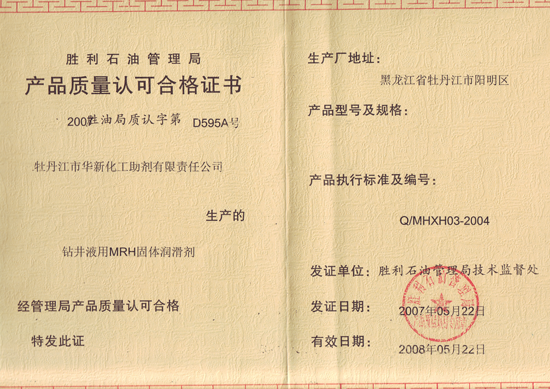 胜利石油管理局
产品质量认可合格证书
2007胜油局质认字第 D595A号
牡丹江市华新化工助剂有限责任公司
生产的
钻井液用MRH固体润滑剂
经管理局产品质量认可合格
特发此证
生产厂地址:
黑龙江省牡丹江市阳明区
产品型号及规格:
产品执行标准及编号:
Q/MHXH03-2004
发证单位: 胜利石油管理局技术监督处
发证日期: 2007年05月22日
有效日期: 2008年05月22日